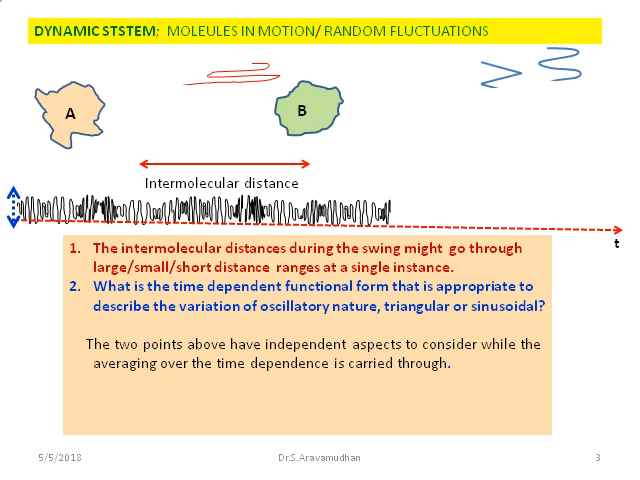 DYNAMIC STSTEM; MOLEULES IN MOTION/ RANDOM FLUCTUATIONS
A
B
Intermolecular distance
t
1. The intermolecular distances during the swing might go through
large/small/short distance ranges at a single instance.
2. What is the time dependent functional form that is appropriate to
describe the variation of oscillatory nature, triangular or sinusoidal?
The two points above have independent aspects to consider while the
averaging over the time dependence is carried through.
5/5/2018
Dr.S.Aravamudhan
3